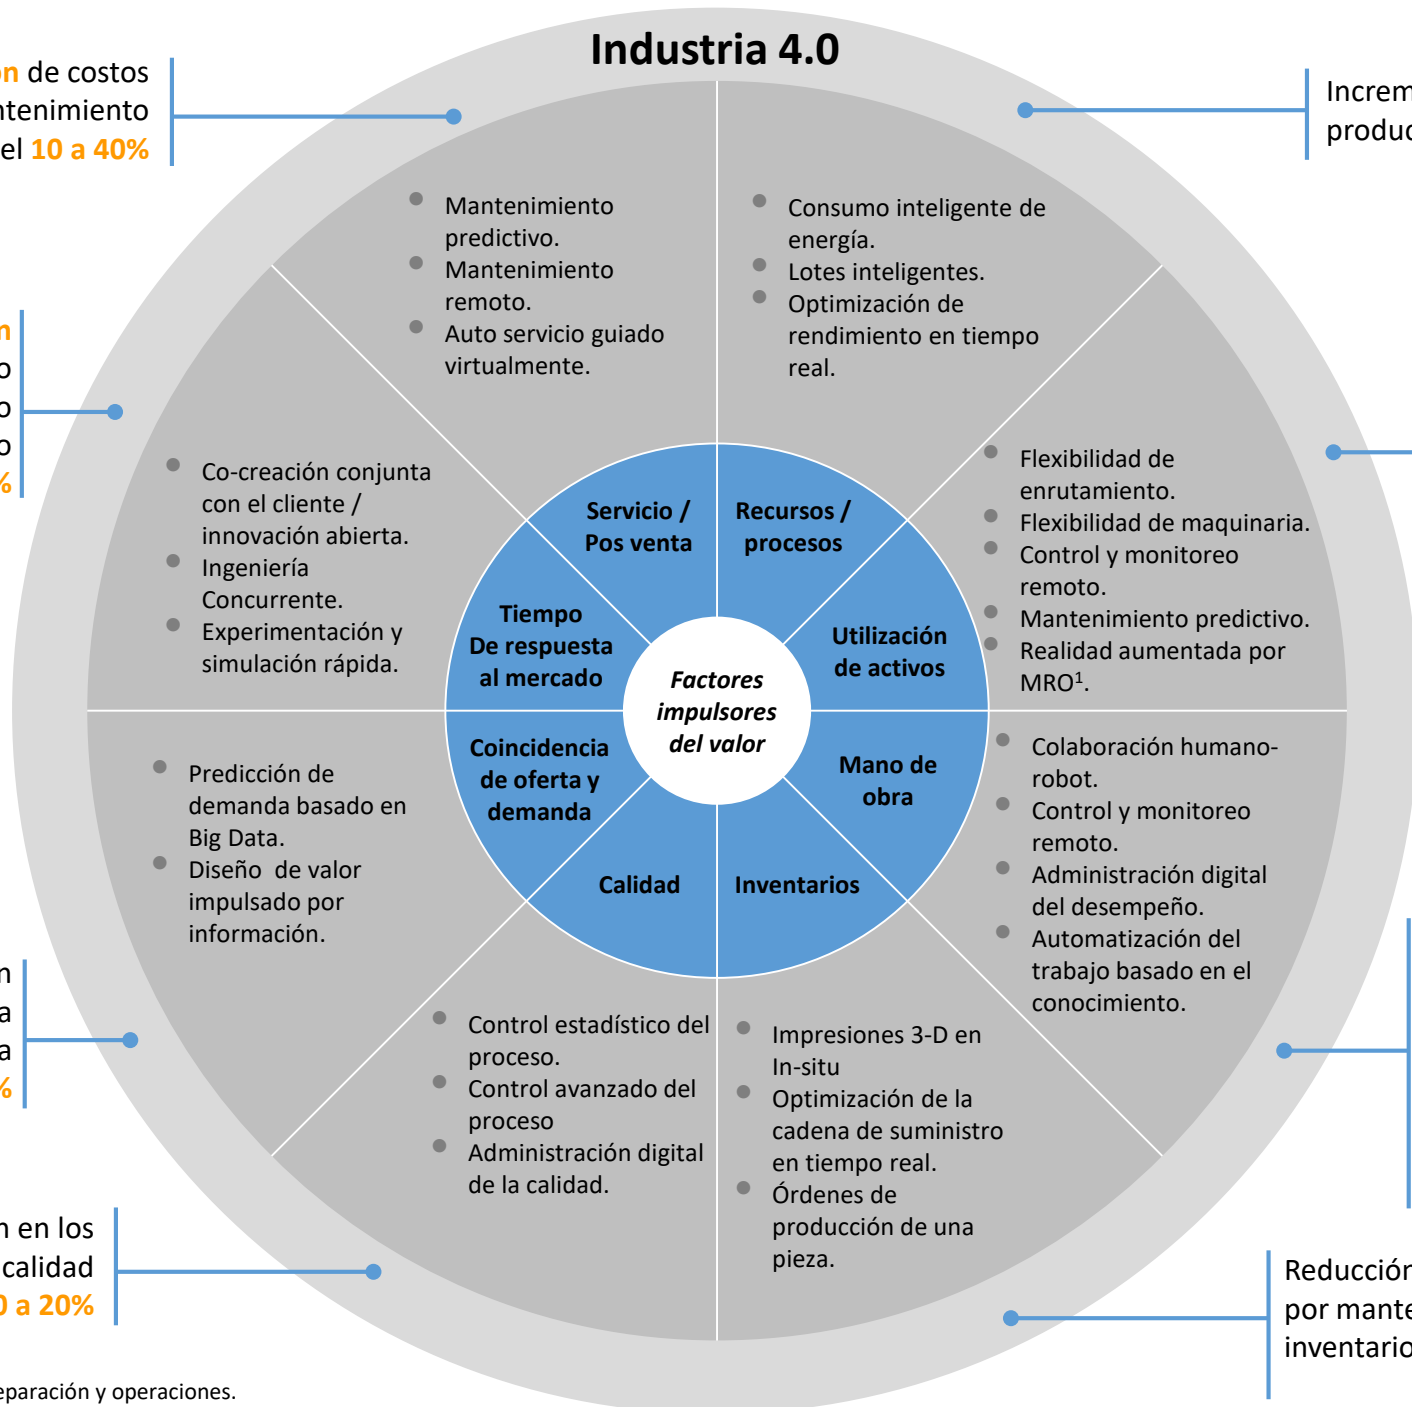 Industria 4.0
de costos
el 10 a 40%
Mantenimiento
predictivo.
Mantenimiento
remoto.
Auto servicio guiado
virtualmente.
Consumo inteligente de
energía.
Lotes inteligentes.
Optimización de
rendimiento en tiempo
real.
Co-creación conjunta
con el cliente /
innovación abierta.
Ingeniería
Concurrente.
Experimentación y
simulación rápida.
Flexibilidad de
enrutamiento.
Flexibilidad de maquinaria.
Control y monitoreo
remoto.
Mantenimiento predictivo.
Realidad aumentada por
MRO¹.
Servicio /
Pos venta
Recursos /
procesos
Tiempo
De respuesta
al mercado
Utilización
de activos
Factores
impulsores
del valor
Coincidencia
de oferta y
demanda
Mano de
obra
Calidad
Inventarios
Predicción de
demanda basado en
Big Data.
Diseño  de valor
impulsado por
información.
Colaboración humano-
robot.
Control y monitoreo
remoto.
Administración digital
del desempeño.
Automatización del
trabajo basado en el
conocimiento.
Control estadístico del
proceso.
Control avanzado del
proceso
Administración digital
de la calidad.
Impresiones 3-D en
In-situ
Optimización de la
cadena de suministro
en tiempo real.
Órdenes de
producción de una
pieza.
en los
calidad
a 20%
Reducción
por
inventario
y operaciones.